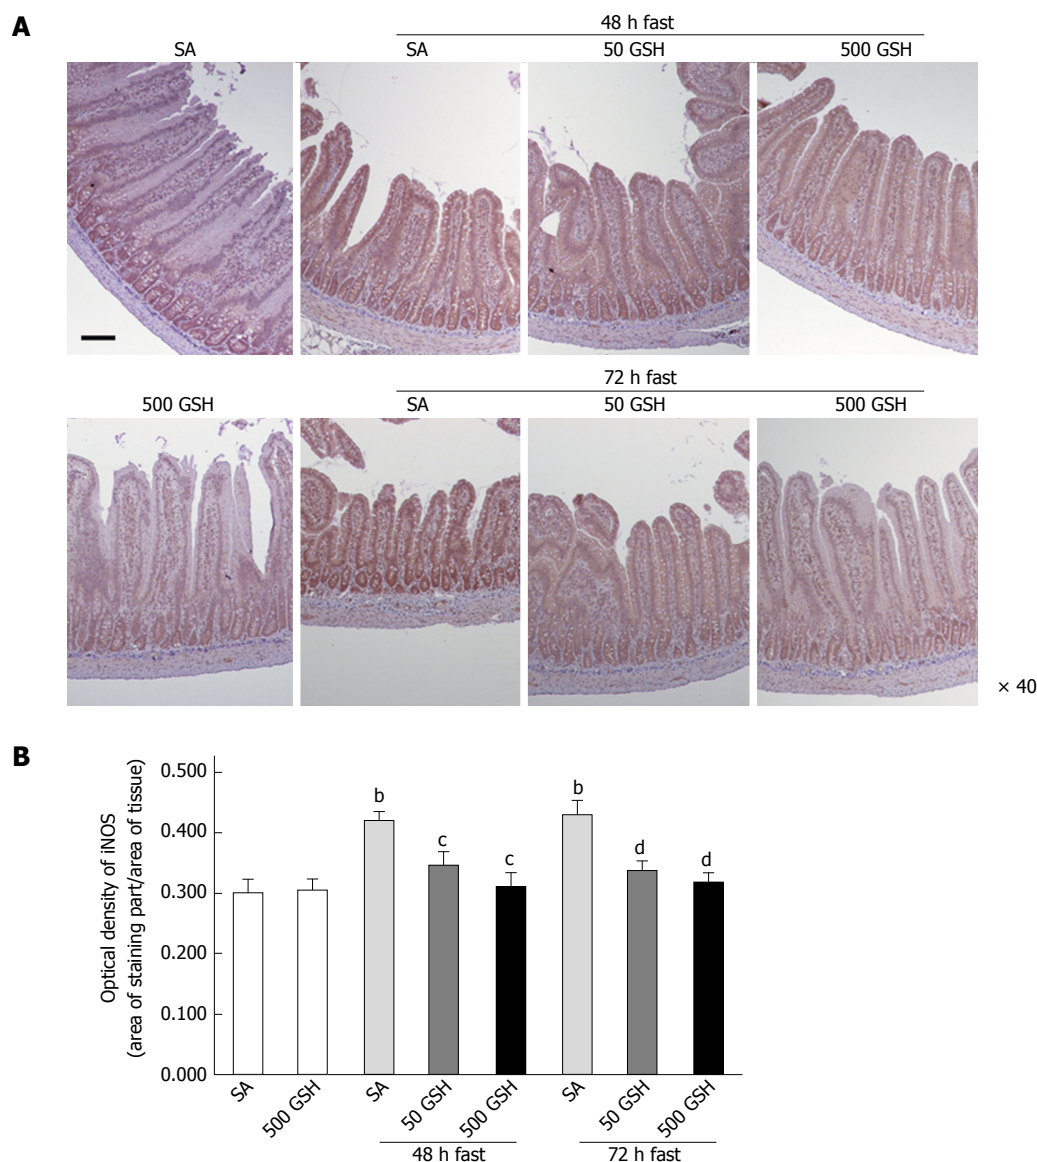 A
48 h fast
SA
SA
50 GSH
500 GSH
72 h fast
500 GSH
SA
50 GSH
500 GSH
× 40
B
Optical density of iNOS
(area of staining part/area of tissue)
0.500
0.400
0.300
0.200
0.100
0.000
b
c
c
b
d
d
SA
500 GSH
SA
50 GSH
500 GSH
SA
50 GSH
500 GSH
48 h fast
72 h fast